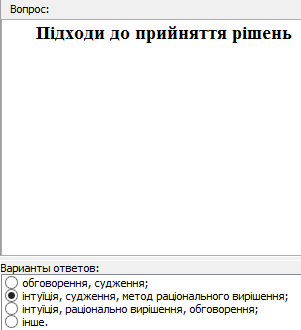 Вопрос:
Підходи до прийняття рішень
Варианты ответов:
обговорення, судження;
інтуїція, судження, метод раціонального вирішення;
інтуїція, раціонально вирішення, обговорення;
інше.